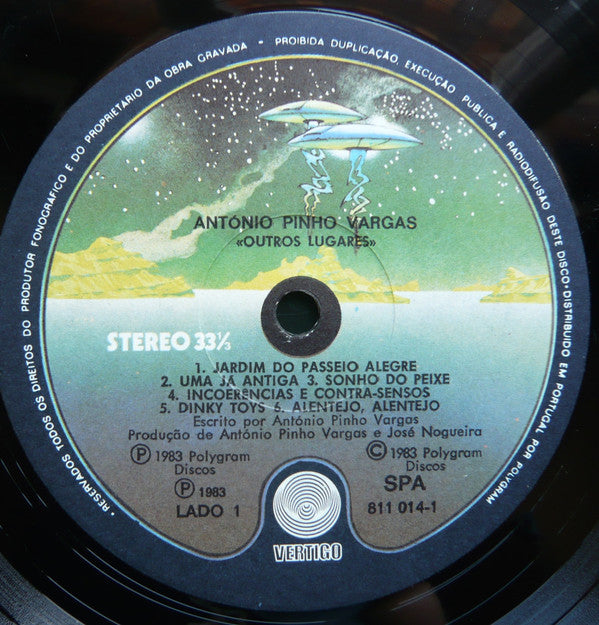 • RESERVADOS TODOS OS DIREITOS DO PRODUTOR FONOGRÁFICO E DO PROPRIETÁRIO DA OBRA GRAVADA • PROIBIDA DUPLICAÇÃO, EXECUÇÃO PUBLICA E RADIODIFUSÃO DESTE DISCO • DISTRIBUIDO EM PORTUGAL POR POLYGRAM
ANTÓNIO PINHO VARGAS
«OUTROS LUGARES»
STEREO 33⅓
1. JARDIM DO PASSEIO ALEGRE
2. UMA JÁ ANTIGA 3. SONHO DO PEIXE
4. INCOERÊNCIAS E CONTRA-SENSOS
5. DINKY TOYS 6. ALENTEJO, ALENTEJO
Escrito por António Pinho Vargas
Produção de António Pinho Vargas e José Nogueira
Ⓟ 1983 Polygram Discos
© 1983 Polygram Discos
Ⓟ 1983
SPA
LADO 1
811 014-1
VERTIGO